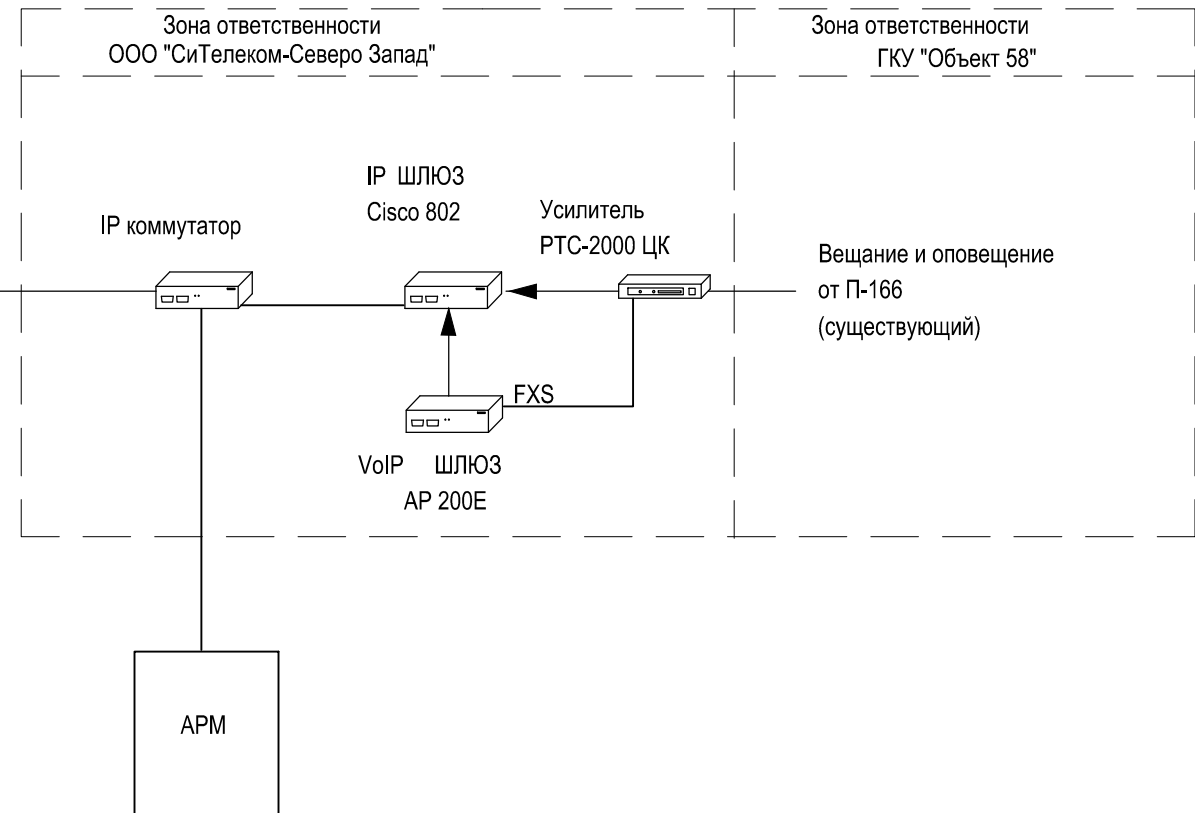 Зона ответственности
ООО "СиТелеком-Северо Запад"
Зона ответственности
ГКУ "Объект 58"
IP ШЛЮЗ
Cisco 802
IP коммутатор
Усилитель
РТС-2000 ЦК
Вещание и оповещение
от П-166
(существующий)
FXS
VoIP ШЛЮЗ
AP 200E
АРМ